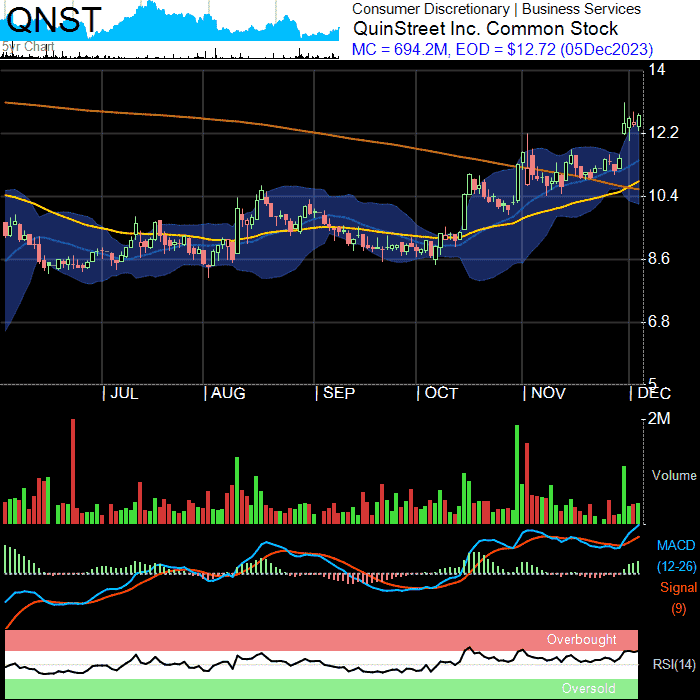 QNST
5yr Chart
Consumer Discretionary | Business Services
QuinStreet Inc. Common Stock
MC = 694.2M, EOD = $12.72 (05Dec2023)
14
12.2
10.4
8.6
6.8
5
JUL
AUG
SEP
OCT
NOV
DEC
2M
Volume
MACD
(12-26)
Signal
(9)
Overbought
RSI(14)
Oversold